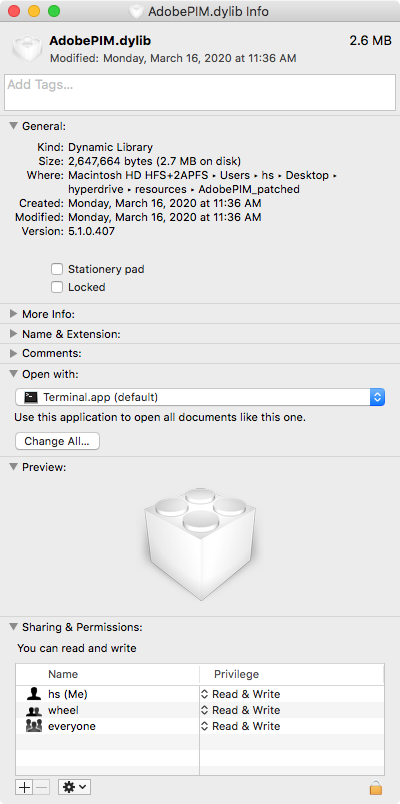 AdobePIM.dylib Info
AdobePIM.dylib 2.6 MB
Modified: Monday, March 16, 2020 at 11:36 AM
Add Tags...
General:
Kind: Dynamic Library
Size: 2,647,664 bytes (2.7 MB on disk)
Where: Macintosh HD HFS+2APFS ▸ Users ▸ hs ▸ Desktop ▸
hyperdrive ▸ resources ▸ AdobePIM_patched
Created: Monday, March 16, 2020 at 11:36 AM
Modified: Monday, March 16, 2020 at 11:36 AM
Version: 5.1.0.407
Stationery pad
Locked
More Info:
Name & Extension:
Comments:
Open with:
Terminal.app (default)
Use this application to open all documents like this one.
Change All...
Preview:
Sharing & Permissions:
You can read and write
Name Privilege
hs (Me) Read & Write
wheel Read & Write
everyone Read & Write